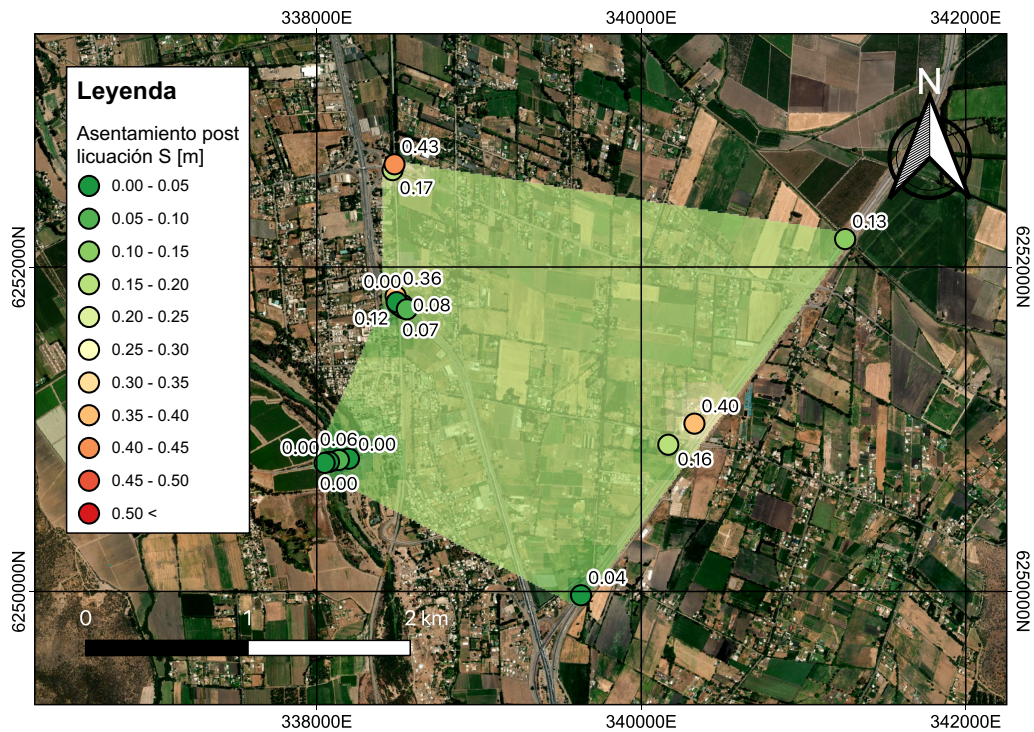 338000E
340000E
342000E
N
Leyenda
Asentamiento post
licuación S [m]
0.00 - 0.05
0.05 - 0.10
0.10 - 0.15
0.15 - 0.20
0.20 - 0.25
0.25 - 0.30
0.30 - 0.35
0.35 - 0.40
0.40 - 0.45
0.45 - 0.50
0.50 <
0.43
0.17
0.13
6252000N
6252000N
0.00
0.36
0.08
0.12
0.07
0.40
0.16
0.00
0.06
0.00
0.00
0.04
6250000N
6250000N
0
1
2 km
338000E
340000E
342000E